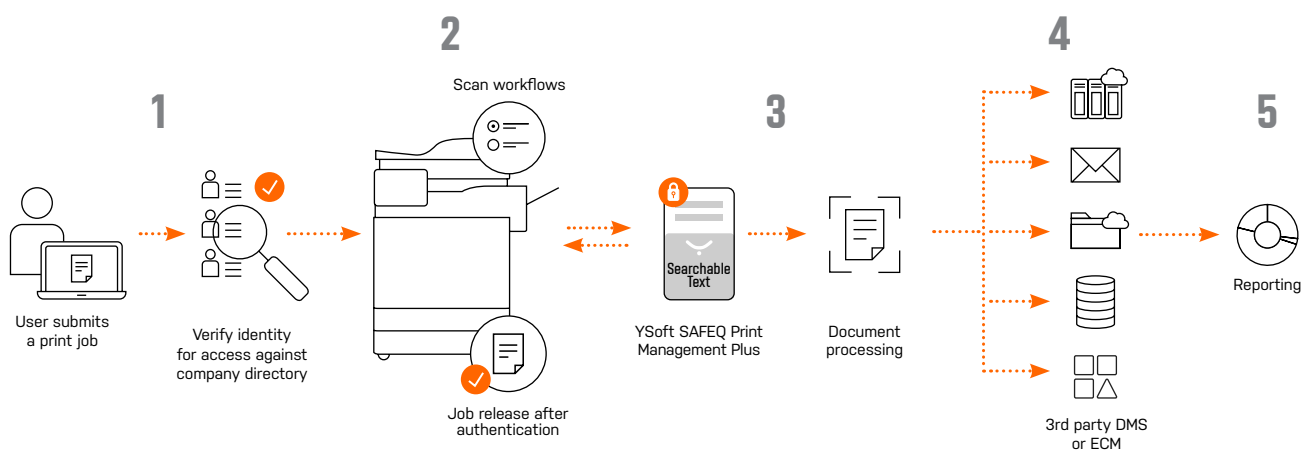 1
2
3
4
5
User submits
a print job
Verify identity
for access against
company directory
Scan workflows
Job release after
authentication
Searchable
Text
YSoft SAFEQ Print
Management Plus
Document
processing
3rd party DMS
or ECM
Reporting